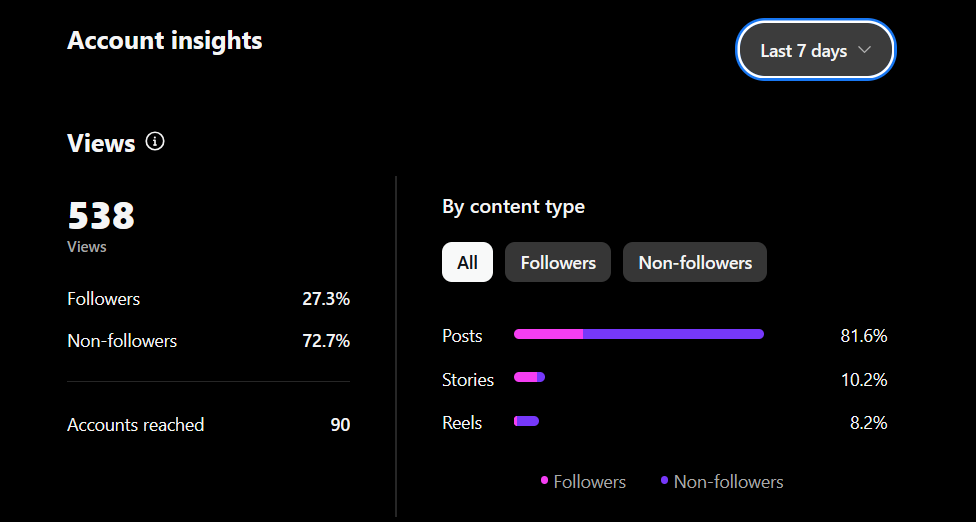 Account insights
Last 7 days
Views
538
Views
Followers 27.3%
Non-followers 72.7%
Accounts reached 90
By content type
All Followers Non-followers
Posts 81.6%
Stories 10.2%
Reels 8.2%
Followers Non-followers